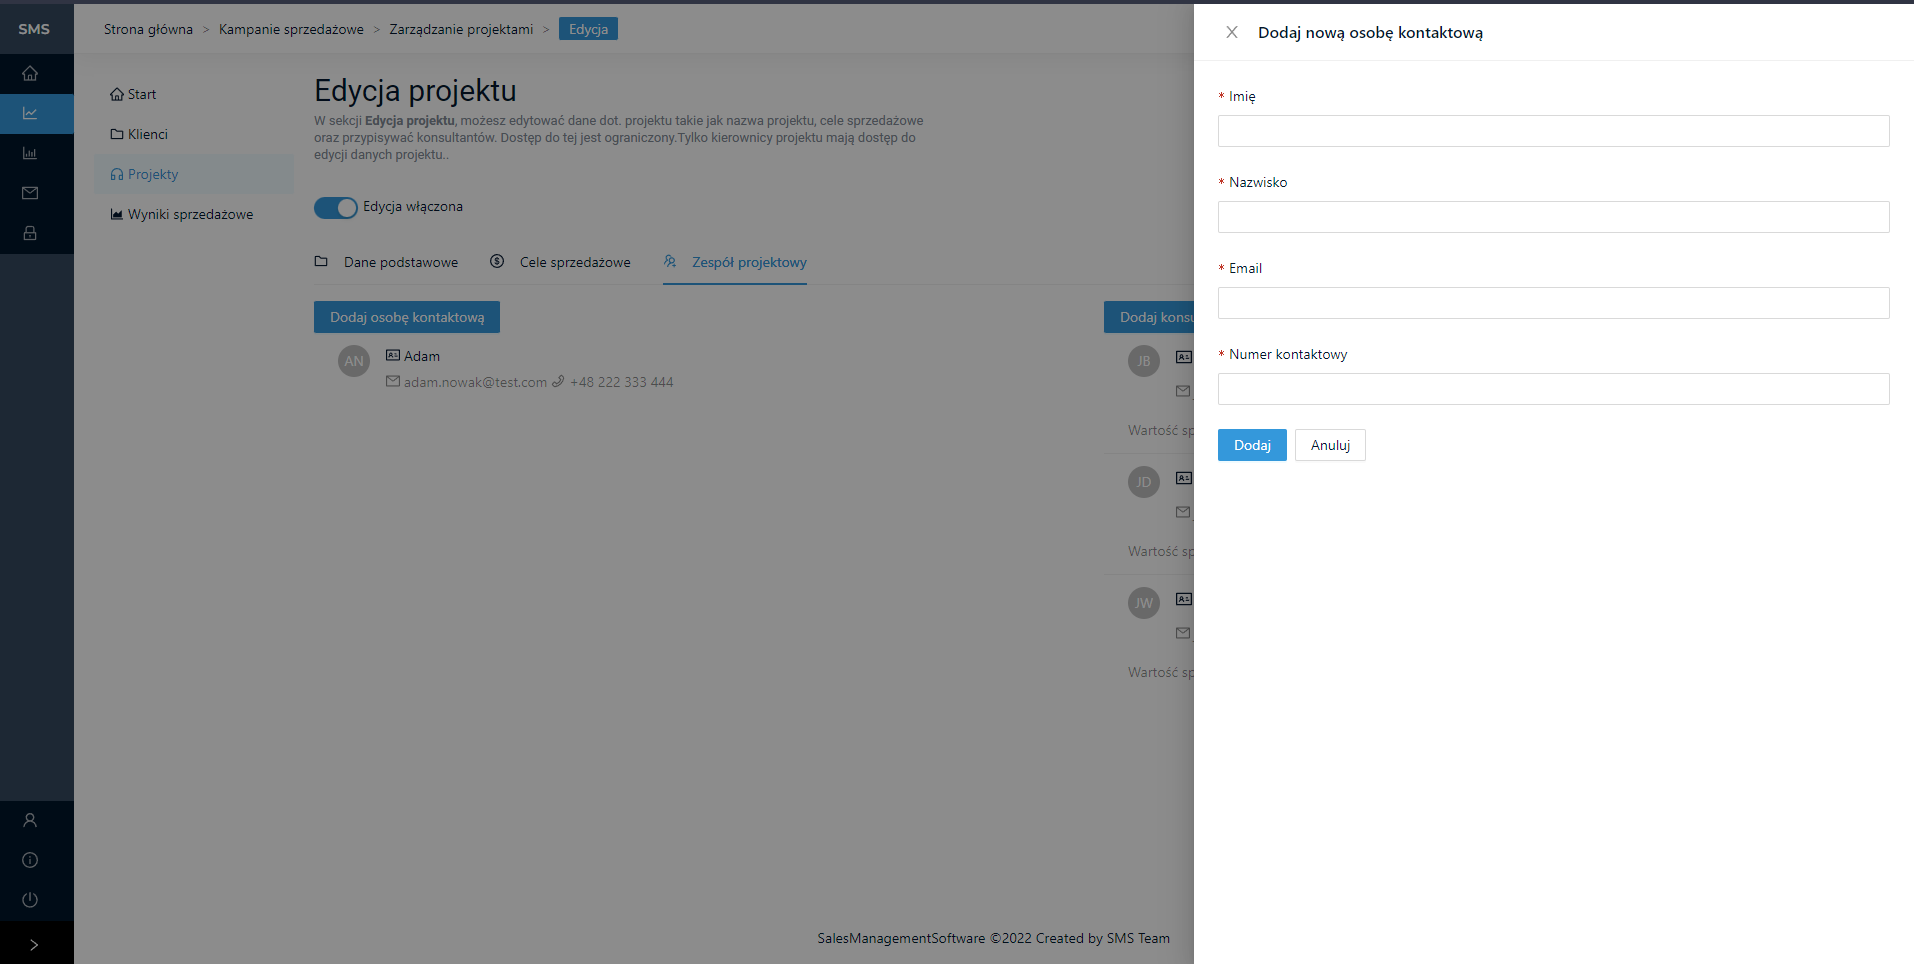 SMS
Strona główna > Kampanie sprzedażowe > Zarządzanie projektami > Edycja
Start
Klienci
Projekty
Wyniki sprzedażowe
Edycja projektu
W sekcji Edycja projektu, możesz edytować dane dot. projektu takie jak nazwa projektu, cele sprzedażowe
oraz przypisywać konsultantów. Dostęp do tej jest ograniczony.Tylko kierownicy projektu mają dostęp do
edycji danych projektu..
Edycja włączona
Dane podstawowe
Cele sprzedażowe
Zespół projektowy
Dodaj osobę kontaktową
AN
Adam
adam.nowak@test.com +48 222 333 444
Dodaj konsu
JB
Wartość sp
JD
Wartość sp
JW
Wartość sp
SalesManagementSoftware ©2022 Created by SMS Team
Dodaj nową osobę kontaktową
* Imię
* Nazwisko
* Email
* Numer kontaktowy
Dodaj
Anuluj